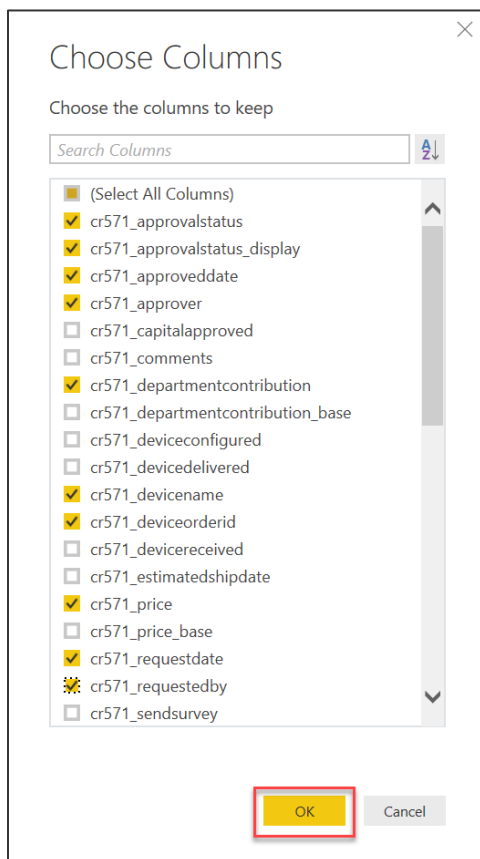 Choose Columns
Choose the columns to keep
Search Columns
A
Z
(Select All Columns)
cr571_approvalstatus
cr571_approvalstatus_display
cr571_approveddate
cr571_approver
cr571_capitalapproved
cr571_comments
cr571_departmentcontribution
cr571_departmentcontribution_base
cr571_deviceconfigured
cr571_devicedelivered
cr571_devicename
cr571_deviceorderid
cr571_devicereceived
cr571_estimatedshipdate
cr571_price
cr571_price_base
cr571_requestdate
cr571_requestedby
cr571_sendsurvey
OK Cancel